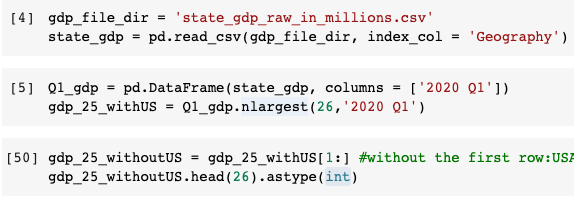 [4] gdp_file_dir = 'state_gdp_raw_in_millions.csv'
state_gdp = pd.read_csv(gdp_file_dir, index_col = 'Geography')
[5] Q1_gdp = pd.DataFrame(state_gdp, columns = ['2020 Q1'])
gdp_25_withUS = Q1_gdp.nlargest(26,'2020 Q1')
[50] gdp_25_withoutUS = gdp_25_withUS[1:] #without the first row:USA
gdp_25_withoutUS.head(26).astype(int)